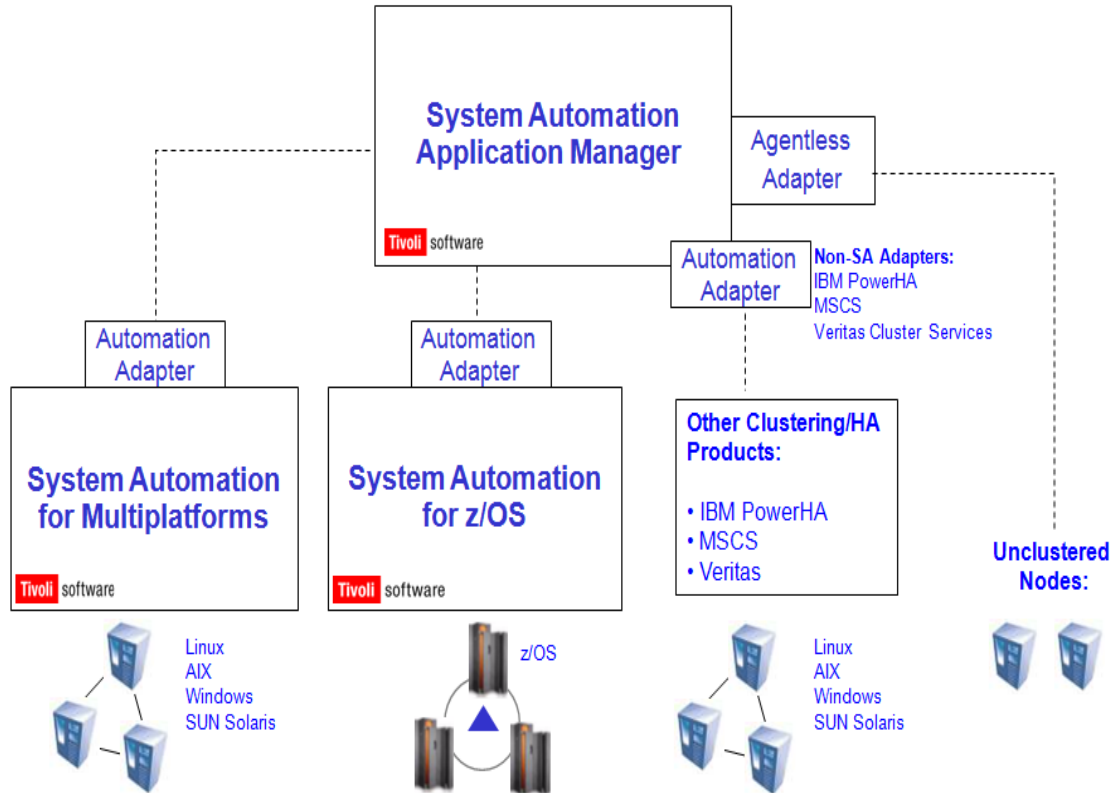 System Automation
Application Manager
Tivoli software
Agentless
Adapter
Automation
Adapter
Non-SA Adapters:
IBM PowerHA
MSCS
Veritas Cluster Services
Automation
Adapter
System Automation
for Multiplatforms
Tivoli software
Automation
Adapter
System Automation
for z/OS
Tivoli software
Other Clustering/HA
Products:
• IBM PowerHA
• MSCS
• Veritas
Unclustered
Nodes:
Linux
AIX
Windows
SUN Solaris
z/OS
Linux
AIX
Windows
SUN Solaris